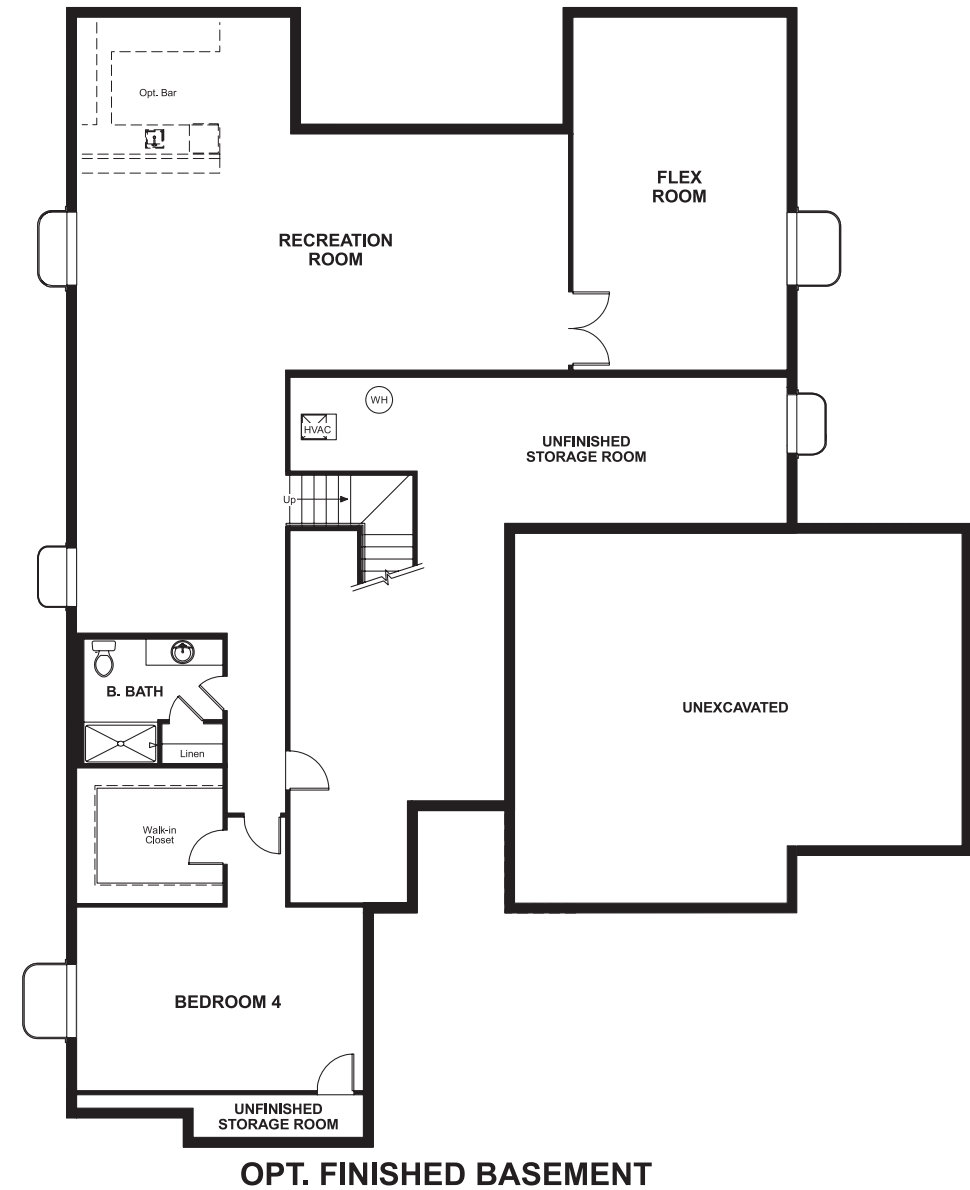 Opt. Bar
FLEX
ROOM
RECREATION
ROOM
WH
HVAC
UNFINISHED
STORAGE ROOM
Up
B. BATH
UNEXCAVATED
Linen
Walk-in
Closet
BEDROOM 4
UNFINISHED
STORAGE ROOM
OPT. FINISHED BASEMENT